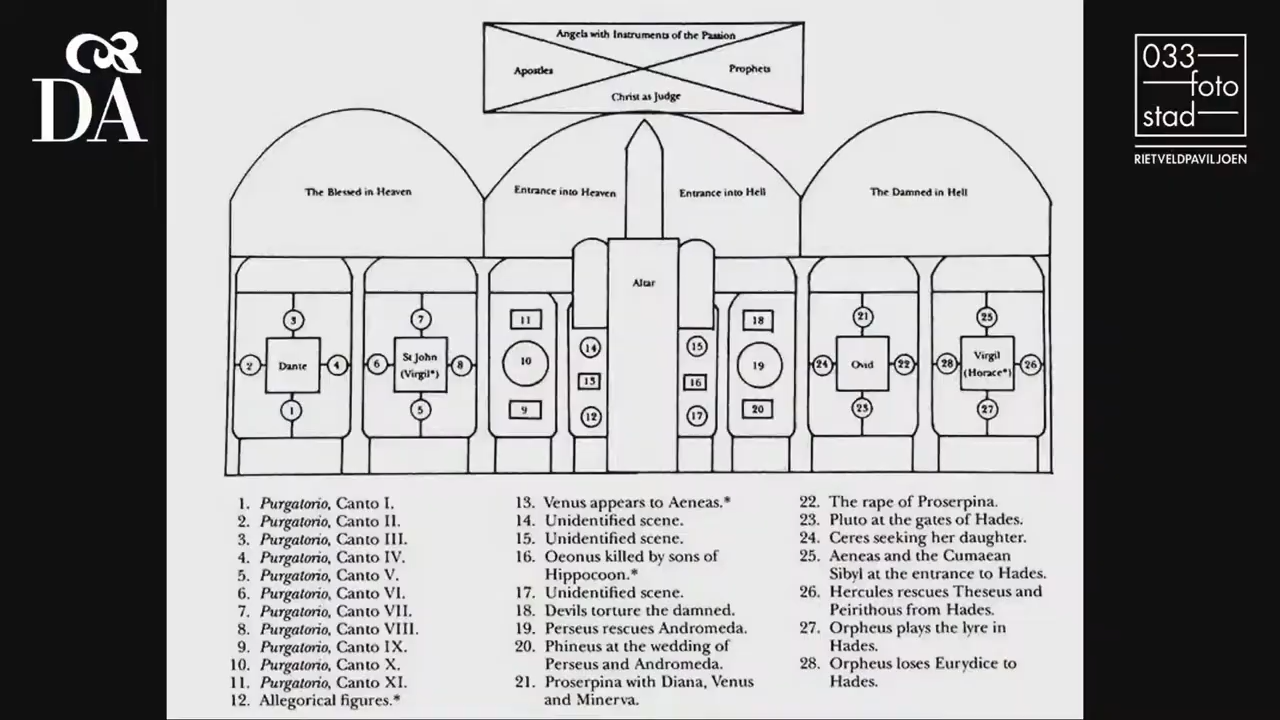 DA
033
foto
stad
RIETVELDPAVILJOEN
Angels with Instruments of the Passion
Apostles
Prophets
Christ as Judge
The Blessed in Heaven
Entrance into Heaven
Entrance into Hell
The Damned in Hell
Altar
3
2
Dante
4
1
7
6
St John
(Virgil*)
8
5
11
10
9
14
13
12
15
16
17
18
19
20
21
24
Ovid
22
23
25
28
Virgil
(Horace*)
26
27
1. Purgatorio, Canto I.
2. Purgatorio, Canto II.
3. Purgatorio, Canto III.
4. Purgatorio, Canto IV.
5. Purgatorio, Canto V.
6. Purgatorio, Canto VI.
7. Purgatorio, Canto VII.
8. Purgatorio, Canto VIII.
9. Purgatorio, Canto IX.
10. Purgatorio, Canto X.
11. Purgatorio, Canto XI.
12. Allegorical figures.*
13. Venus appears to Aeneas.*
14. Unidentified scene.
15. Unidentified scene.
16. Oeonus killed by sons of
Hippocoon.*
17. Unidentified scene.
18. Devils torture the damned.
19. Perseus rescues Andromeda.
20. Phineus at the wedding of
Perseus and Andromeda.
21. Proserpina with Diana, Venus
and Minerva.
22. The rape of Proserpina.
23. Pluto at the gates of Hades.
24. Ceres seeking her daughter.
25. Aeneas and the Cumaean
Sibyl at the entrance to Hades.
26. Hercules rescues Theseus and
Peirithous from Hades.
27. Orpheus plays the lyre in
Hades.
28. Orpheus loses Eurydice to
Hades.